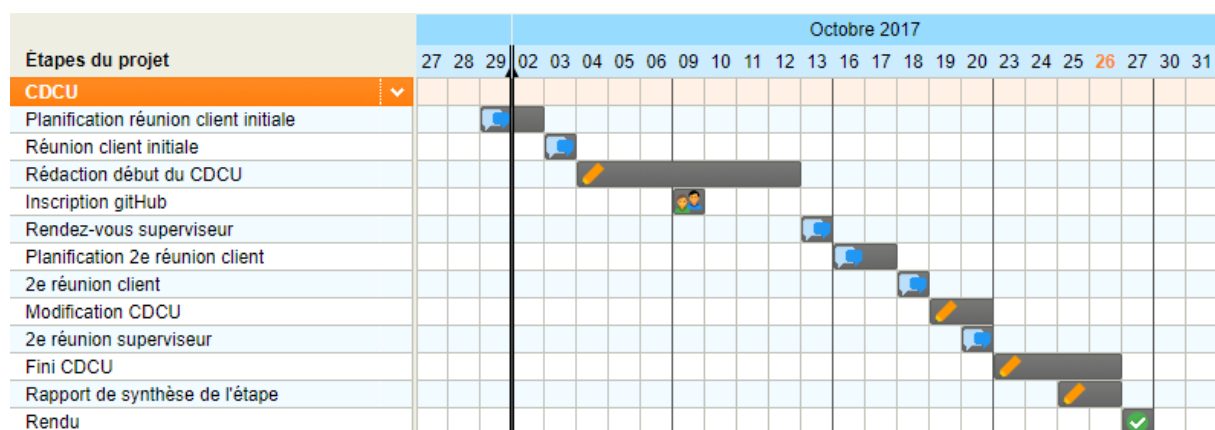 Octobre 2017
Étapes du projet 27 28 29 02 03 04 05 06 09 10 11 12 13 16 17 18 19 20 23 24 25 26 27 30 31
CDCU
Planification réunion client initiale
Réunion client initiale
Rédaction début du CDCU
Inscription gitHub
Rendez-vous superviseur
Planification 2e réunion client
2e réunion client
Modification CDCU
2e réunion superviseur
Fini CDCU
Rapport de synthèse de l'étape
Rendu